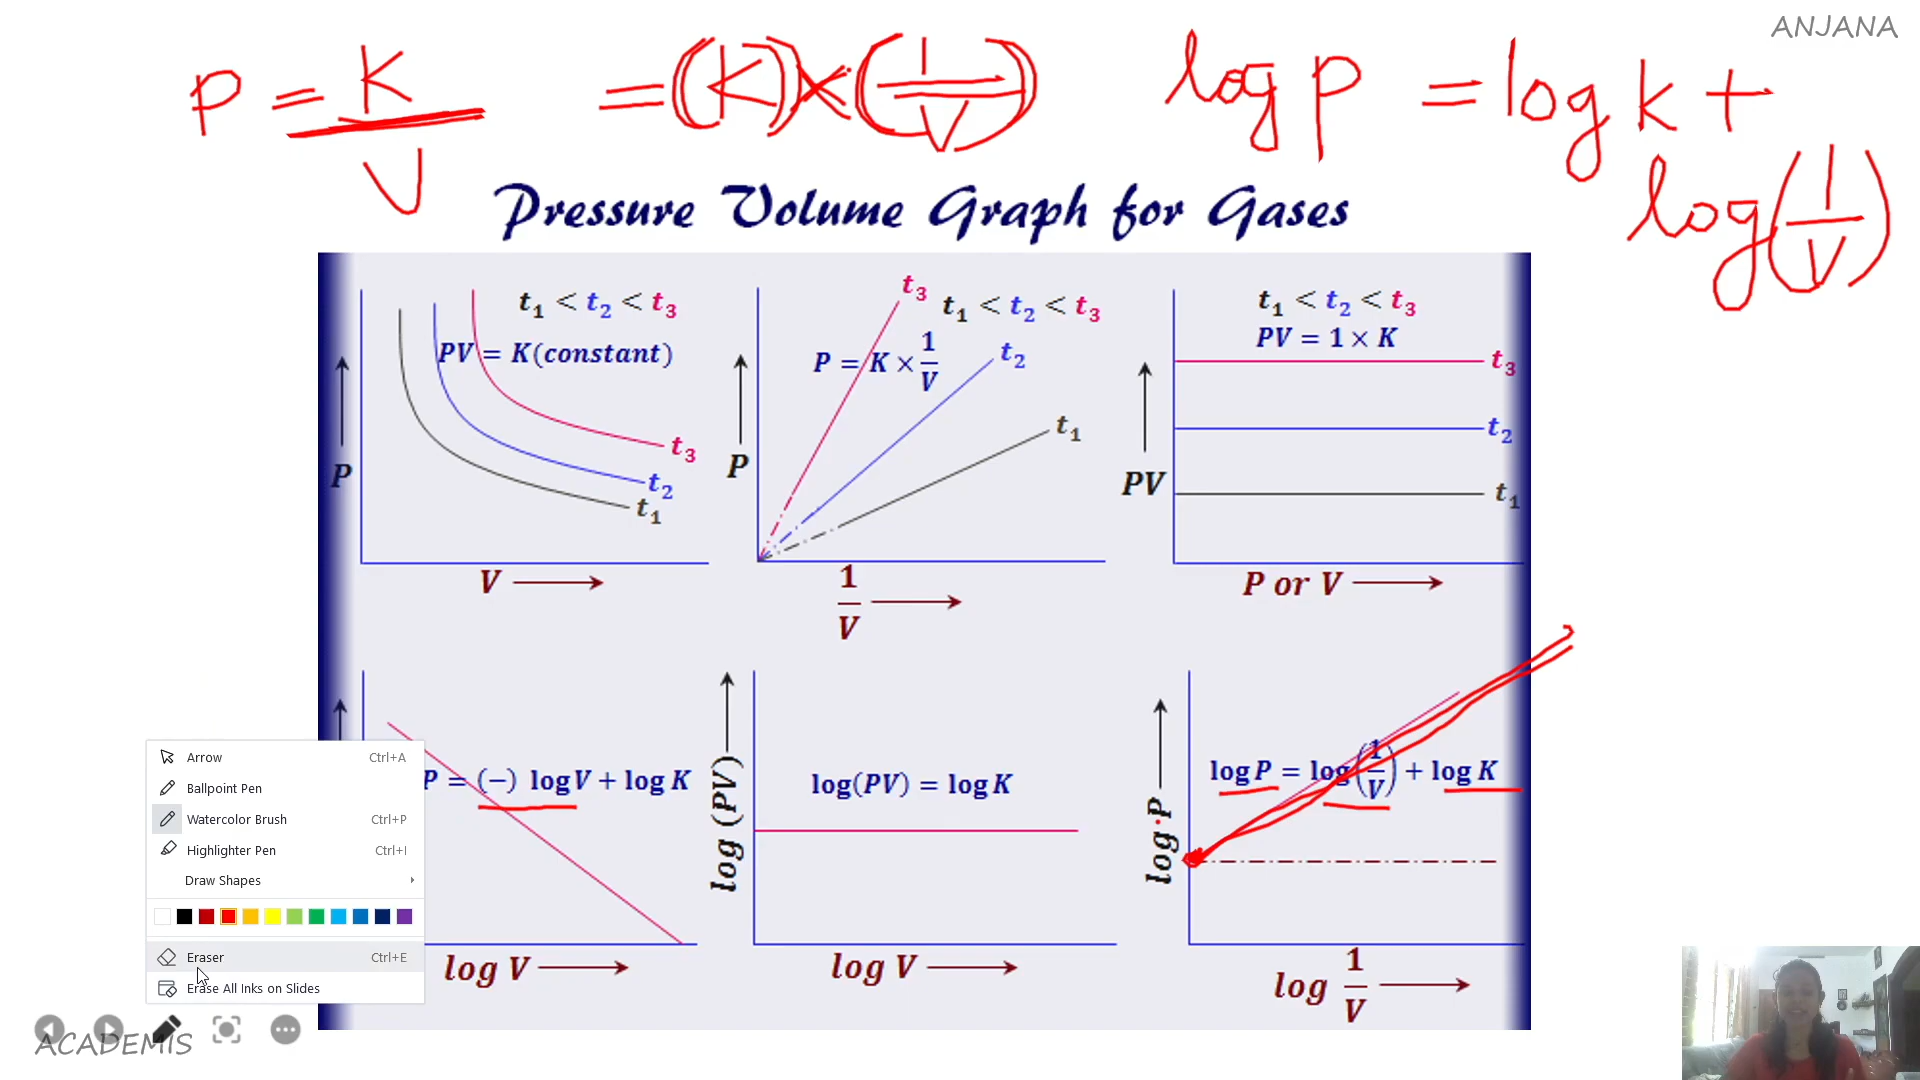 ANJANA
P = K/V = (K) × (1/V) log P = log K +
log (1/V)
Pressure Volume Graph for Gases
t₁ < t₂ < t₃
PV = K(constant)
t₃
t₂
t₁
P
V
t₃
t₁ < t₂ < t₃
P = K × 1/V
t₂
t₁
P
1/V
t₁ < t₂ < t₃
PV = 1 × K
t₃
t₂
t₁
PV
P or V
P = (−) log V + log K
log V
log(PV) = log K
log (PV)
log V
log P = log(1/V) + log K
log P
log 1/V
Arrow Ctrl+A
Ballpoint Pen
Watercolor Brush Ctrl+P
Highlighter Pen Ctrl+I
Draw Shapes
Eraser Ctrl+E
Erase All Inks on Slides
ACADEMIS